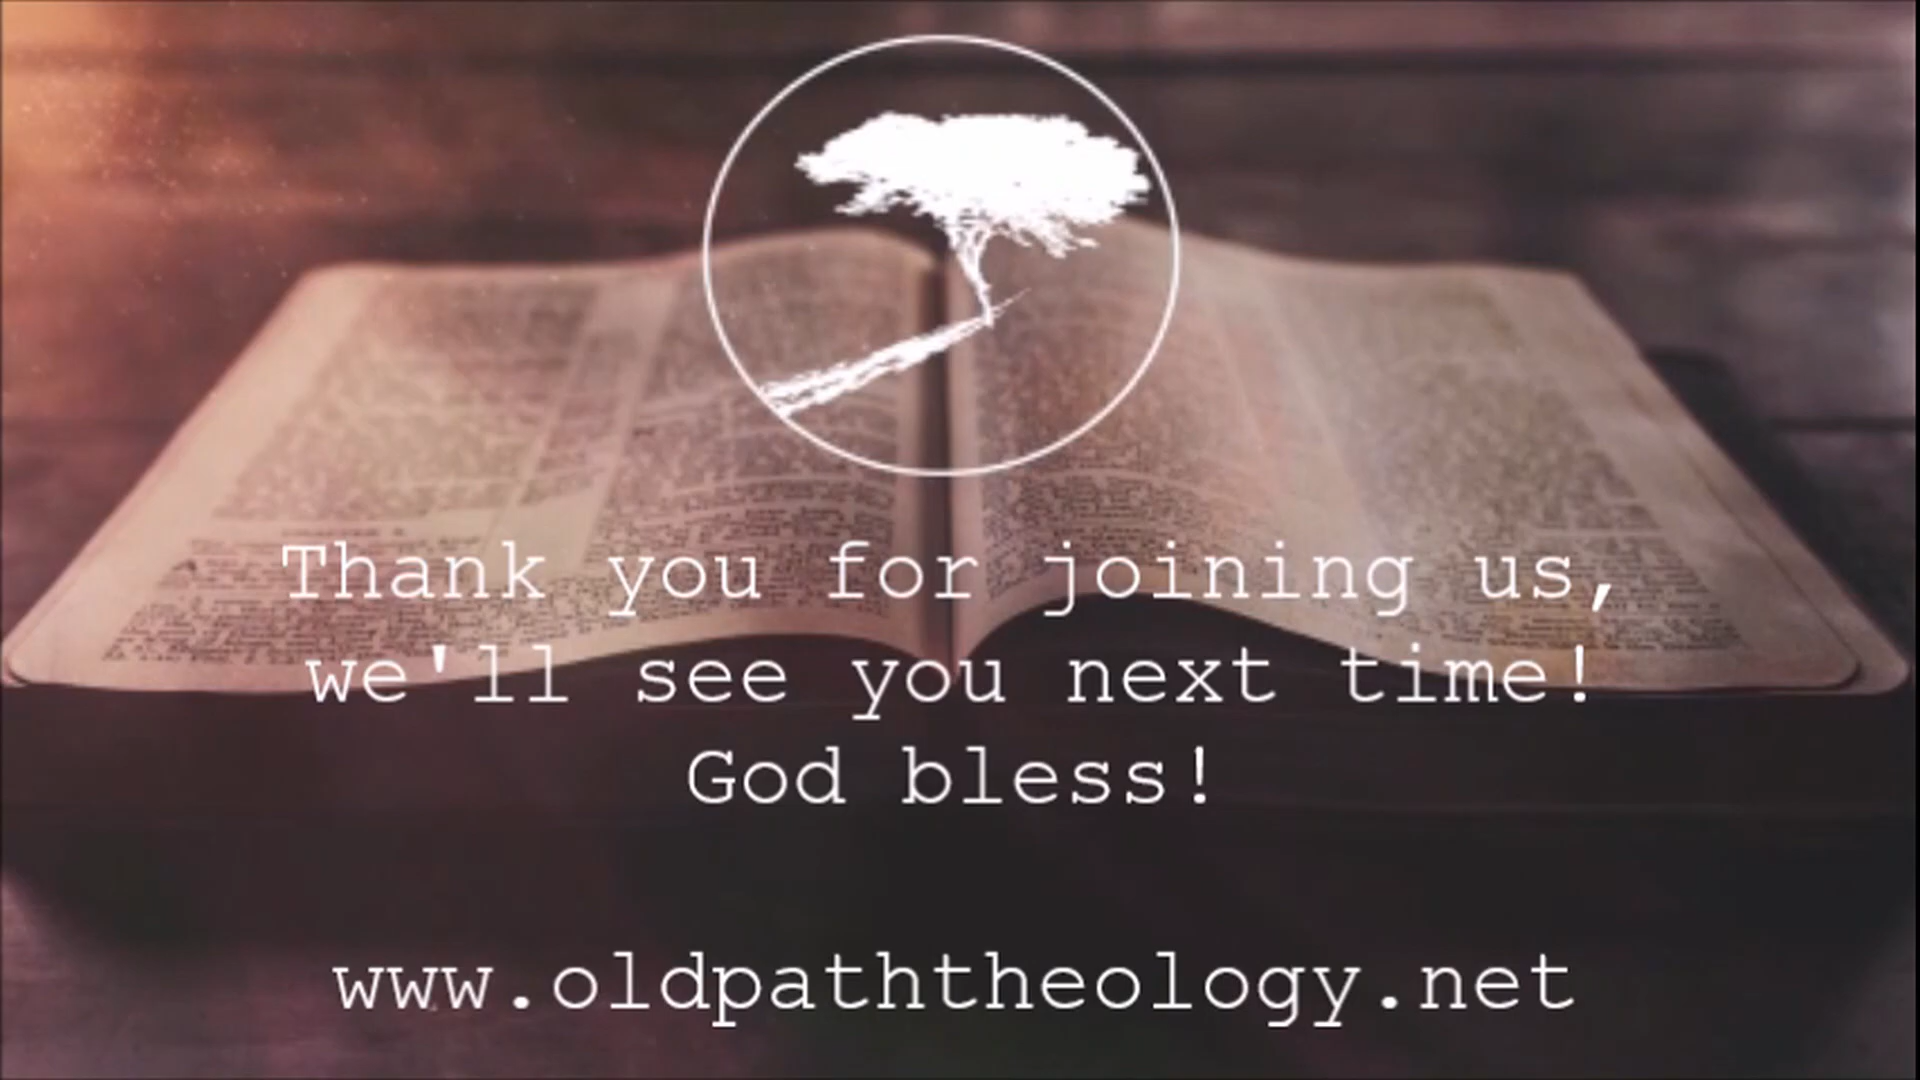 Thank you for joining us,
we'll see you next time!
God bless!
www.oldpaththeology.net